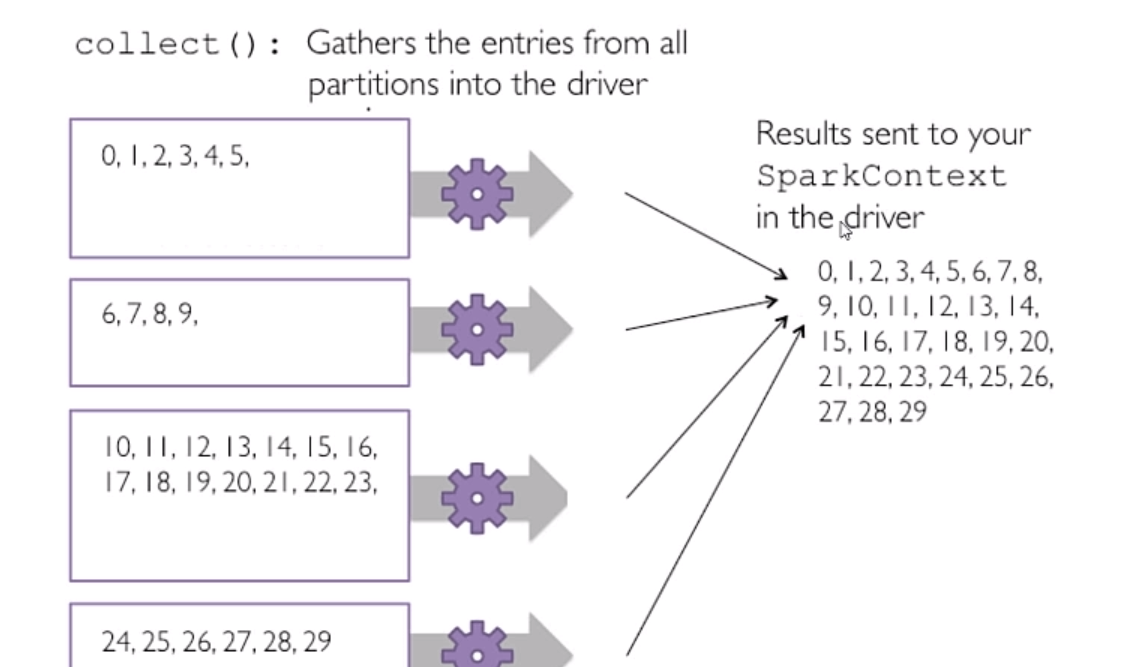 collect(): Gathers the entries from all
partitions into the driver
0, 1, 2, 3, 4, 5,
6, 7, 8, 9,
10, 11, 12, 13, 14, 15, 16,
17, 18, 19, 20, 21, 22, 23,
24, 25, 26, 27, 28, 29
Results sent to your
SparkContext
in the driver
0, 1, 2, 3, 4, 5, 6, 7, 8,
9, 10, 11, 12, 13, 14,
15, 16, 17, 18, 19, 20,
21, 22, 23, 24, 25, 26,
27, 28, 29